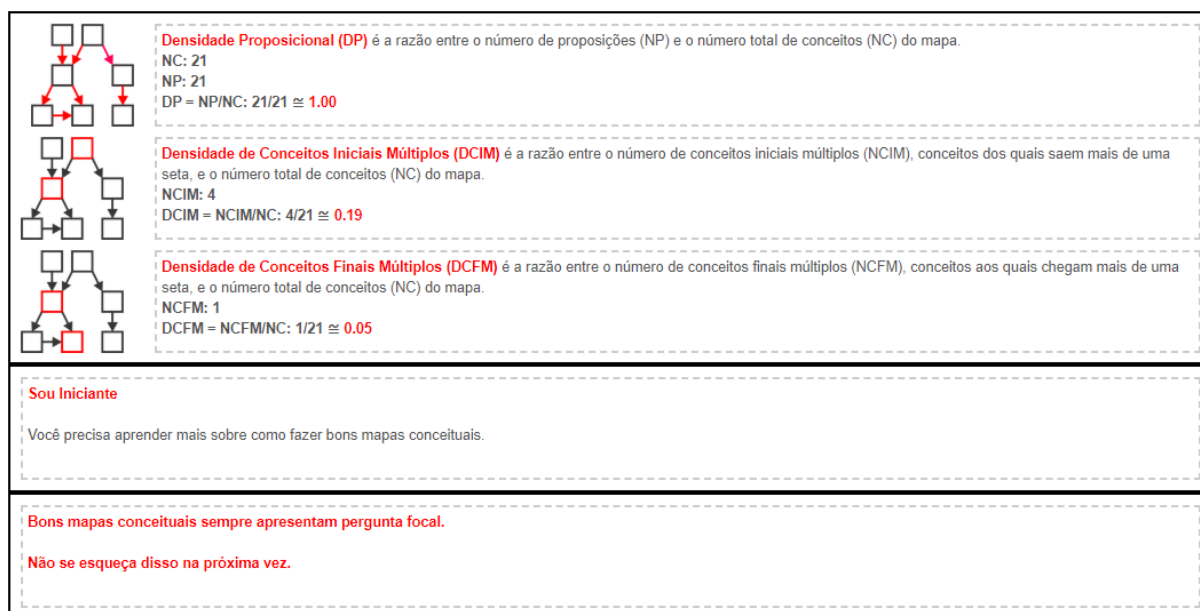 Densidade Proposicional (DP) é a razão entre o número de proposições (NP) e o número total de conceitos (NC) do mapa.
NC: 21
NP: 21
DP = NP/NC: 21/21 ≅ 1.00
Densidade de Conceitos Iniciais Múltiplos (DCIM) é a razão entre o número de conceitos iniciais múltiplos (NCIM), conceitos dos quais saem mais de uma
seta, e o número total de conceitos (NC) do mapa.
NCIM: 4
DCIM = NCIM/NC: 4/21 ≅ 0.19
Densidade de Conceitos Finais Múltiplos (DCFM) é a razão entre o número de conceitos finais múltiplos (NCFM), conceitos aos quais chegam mais de uma
seta, e o número total de conceitos (NC) do mapa.
NCFM: 1
DCFM = NCFM/NC: 1/21 ≅ 0.05
Sou Iniciante
Você precisa aprender mais sobre como fazer bons mapas conceituais.
Bons mapas conceituais sempre apresentam pergunta focal.
Não se esqueça disso na próxima vez.